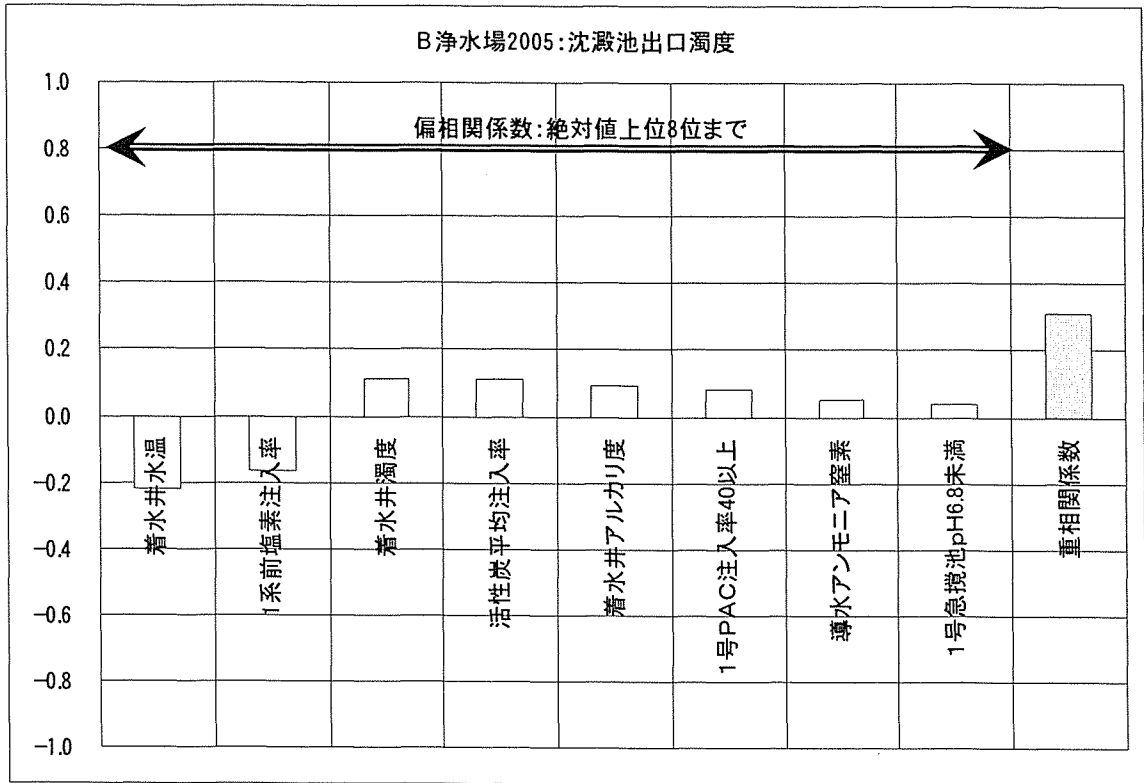 B浄水場2005:沈澱池出口濁度
1.0
偏相関係数:絶対値上位8位まで
0.8
0.6
0.4
0.2
0.0
-0.2
-0.4
-0.6
-0.8
-1.0
着水井水温
1系前塩素注入率
着水井濁度
活性炭平均注入率
着水井アルカリ度
1号PAC注入率40以上
導水アンモニア窒素
1号急撹池pH6.8未満
重相関係数